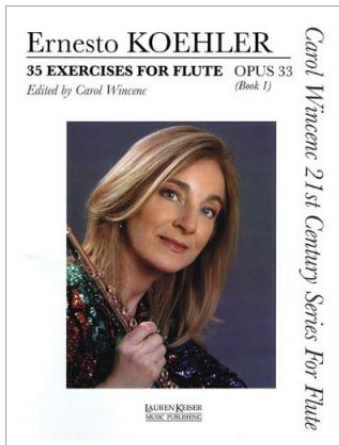 Ernesto KOEHLER
35 EXERCISES FOR FLUTE OPUS 33
Edited by Carol Wincenc (Book 1)
Carol Wincenc 21st Century Series For Flute
LAUREN KEISER
MUSIC PUBLISHING